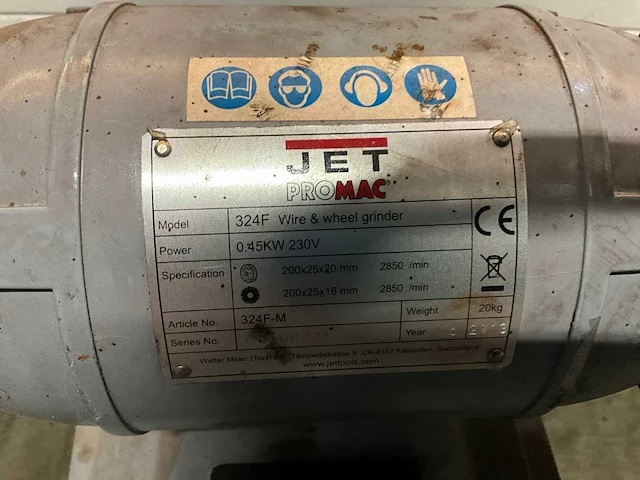 JET
PROMAC
Model 324F Wire & wheel grinder
Power 0.45KW 230V
CE
Specification 200x25x20 mm 2850 /min
200x25x16 mm 2850 /min
Article No. 324F-M Weight 20kg
Series No. Year 2013
Walter Meier (Tool) AG, Tämperlistrasse 5, CH-8117 Fällanden, Switzerland
www.jettools.com